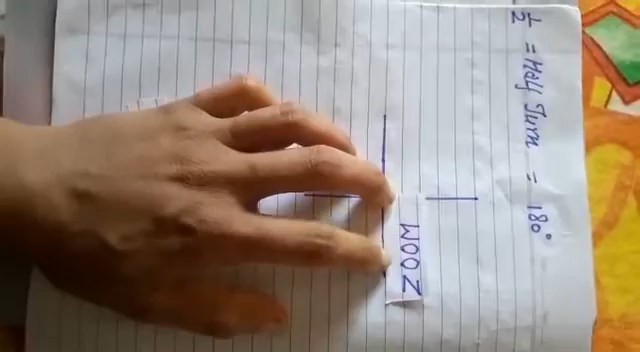 1/2 = Half Turn = 180°
ZOOM